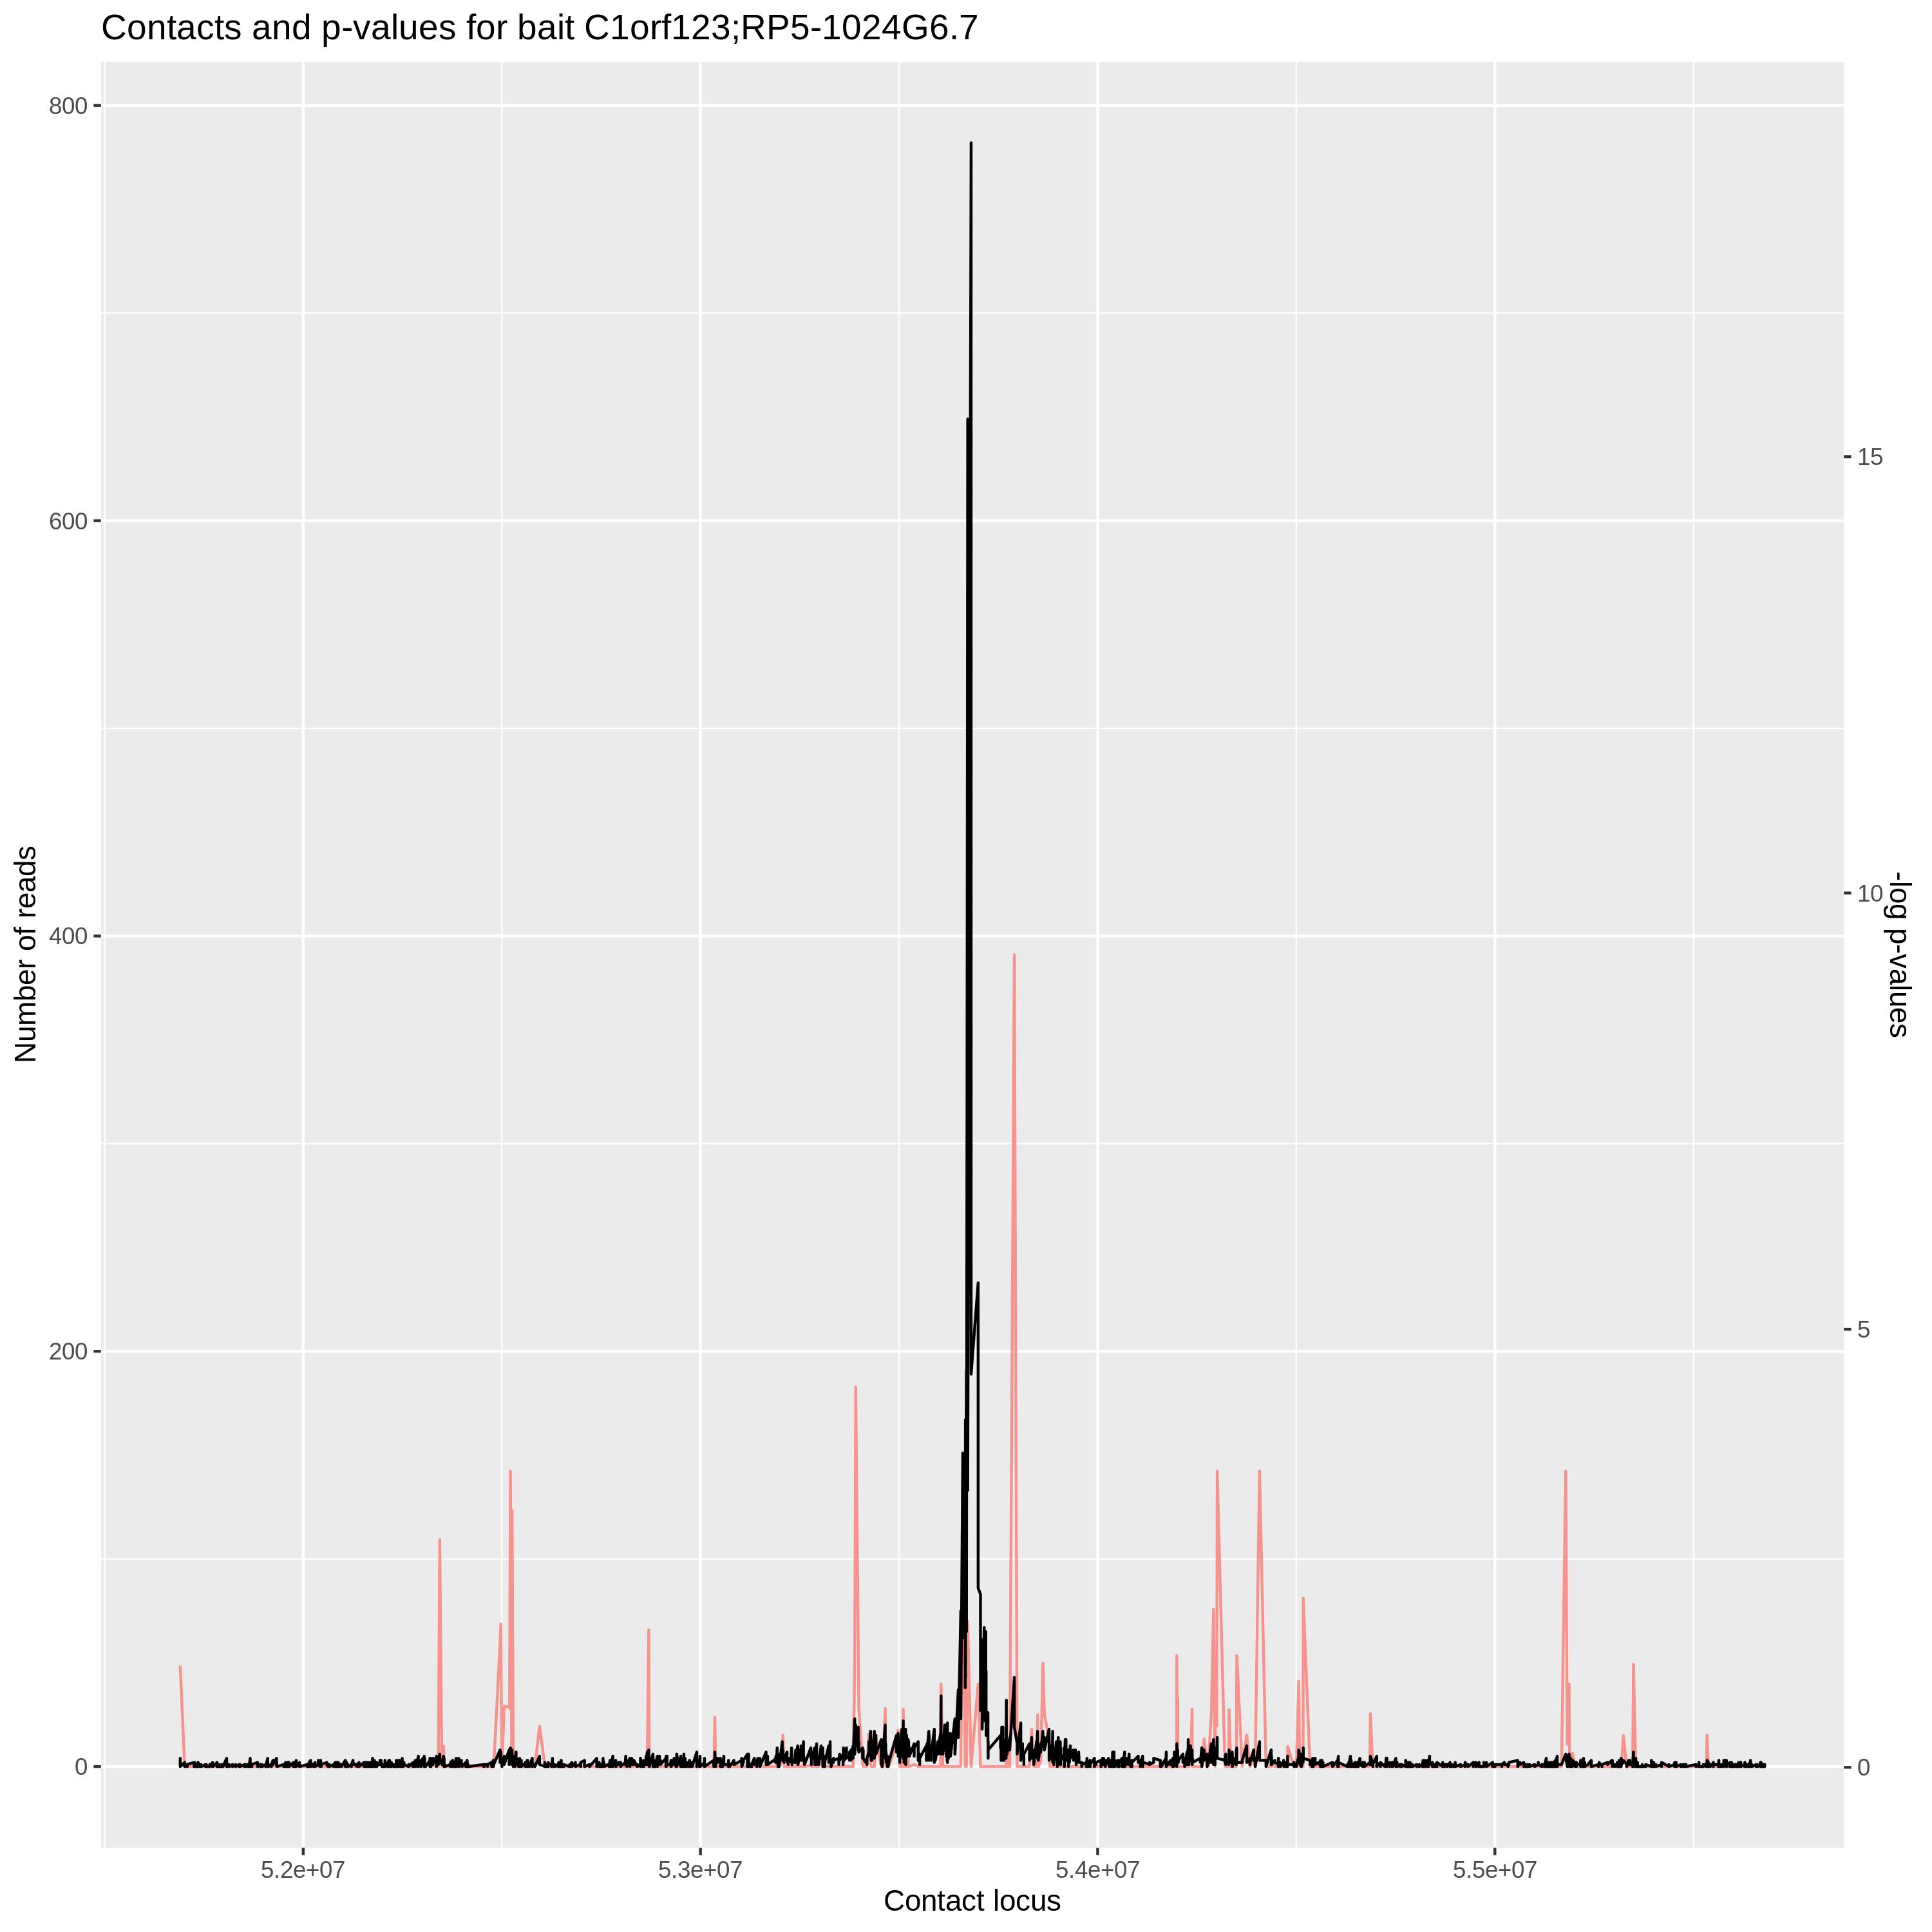 Contacts and p-values for bait C1orf123;RP5-1024G6.7
800
600
400
200
0
Number of reads
15
10
5
0
-log p-values
5.2e+07 5.3e+07 5.4e+07 5.5e+07
Contact locus